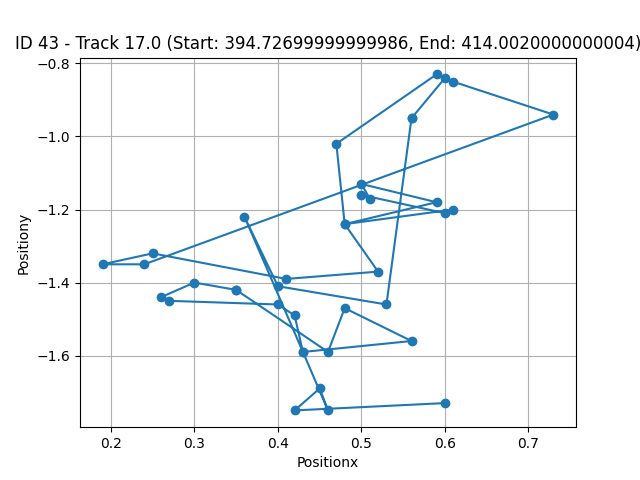 ID 43 - Track 17.0 (Start: 394.72699999999986, End: 414.0020000000004)
−0.8
−1.0
−1.2
−1.4
−1.6
Positiony
0.2 0.3 0.4 0.5 0.6 0.7
Positionx